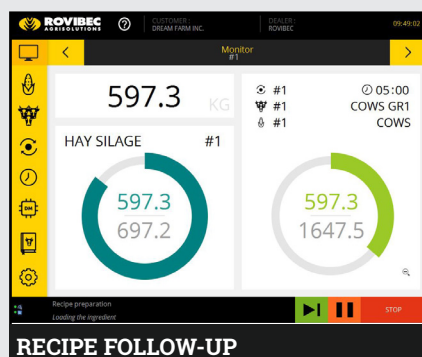 ROVIBEC
AGRISOLUTIONS
?
CUSTOMER :
DREAM FARM INC.
DEALER :
ROVIBEC
09:49:02
Monitor
#1
597.3 KG
#1 05:00
#1 COWS GR1
#1 COWS
HAY SILAGE #1
597.3
697.2
597.3
1647.5
DM
Recipe preparation
Loading the ingredient
STOP
RECIPE FOLLOW-UP